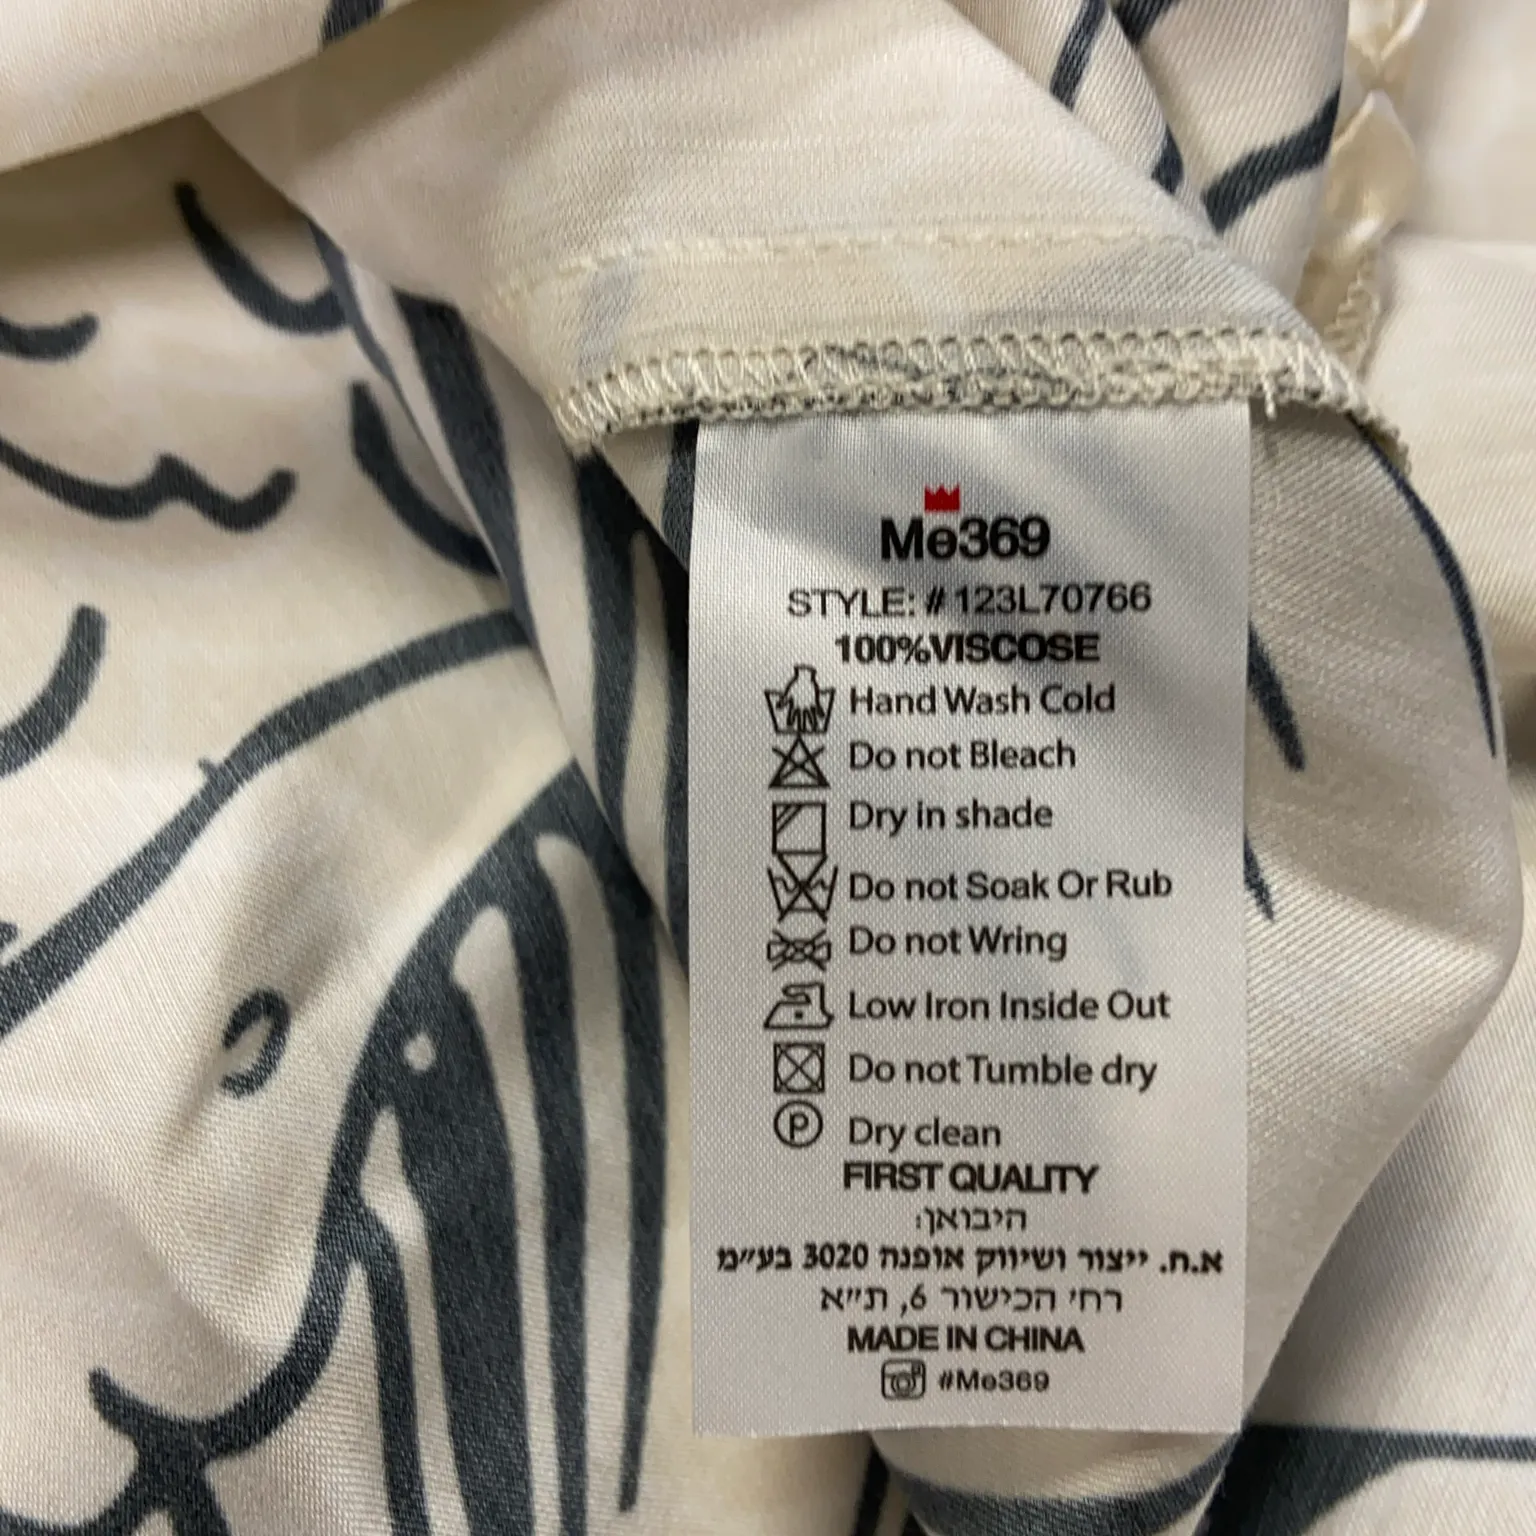 Me369
STYLE: #123L70766
100%VISCOSE
Hand Wash Cold
Do not Bleach
Dry in shade
Do not Soak Or Rub
Do not Wring
Low Iron Inside Out
Do not Tumble dry
P Dry clean
FIRST QUALITY
היבואן:
א.ח. ייצור ושיווק אופנה 3020 בע״מ
רח׳ הכישור 6, ת״א
MADE IN CHINA
#Me369